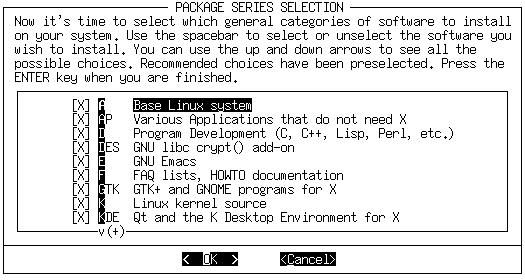 PACKAGE SERIES SELECTION
Now it's time to select which general categories of software to install
on your system. Use the spacebar to select or unselect the software you
wish to install. You can use the up and down arrows to see all the
possible choices. Recommended choices have been preselected. Press the
ENTER key when you are finished.
[X] A Base Linux system
[X] AP Various Applications that do not need X
[X] D Program Development (C, C++, Lisp, Perl, etc.)
[X] DES GNU libc crypt() add-on
[X] E GNU Emacs
[X] F FAQ lists, HOWTO documentation
[X] GTK GTK+ and GNOME programs for X
[X] K Linux kernel source
[X] KDE Qt and the K Desktop Environment for X
v(+)
< OK > <Cancel>